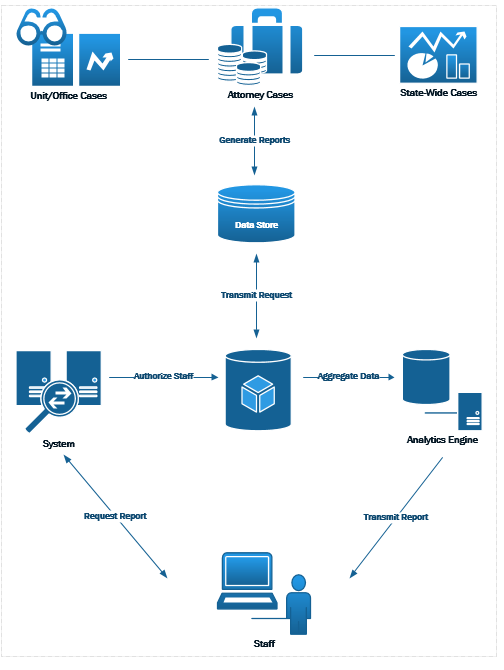 Unit/Office Cases
Attorney Cases
State-Wide Cases
Generate Reports
Data Store
Transmit Request
Authorize Staff
Aggregate Data
System
Analytics Engine
Request Report
Transmit Report
Staff